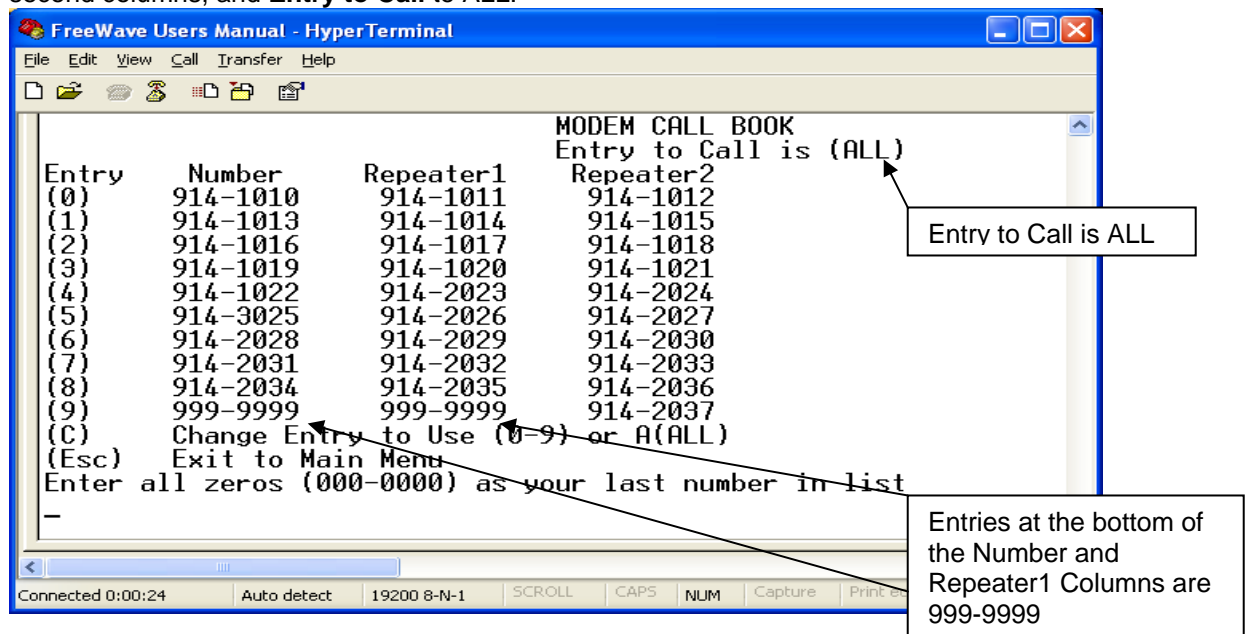 second columns, and Entry to Call to ALL.
FreeWave Users Manual - HyperTerminal
File Edit View Call Transfer Help
MODEM CALL BOOK
Entry to Call is (ALL)
Entry Number Repeater1 Repeater2
(0) 914-1010 914-1011 914-1012
(1) 914-1013 914-1014 914-1015
(2) 914-1016 914-1017 914-1018
(3) 914-1019 914-1020 914-1021
(4) 914-1022 914-2023 914-2024
(5) 914-3025 914-2026 914-2027
(6) 914-2028 914-2029 914-2030
(7) 914-2031 914-2032 914-2033
(8) 914-2034 914-2035 914-2036
(9) 999-9999 999-9999 914-2037
(C) Change Entry to Use (0-9) or A(ALL)
(Esc) Exit to Main Menu
Enter all zeros (000-0000) as your last number in list
_
Entry to Call is ALL
Entries at the bottom of
the Number and
Repeater1 Columns are
999-9999
Connected 0:00:24 Auto detect 19200 8-N-1 SCROLL CAPS NUM Capture Print